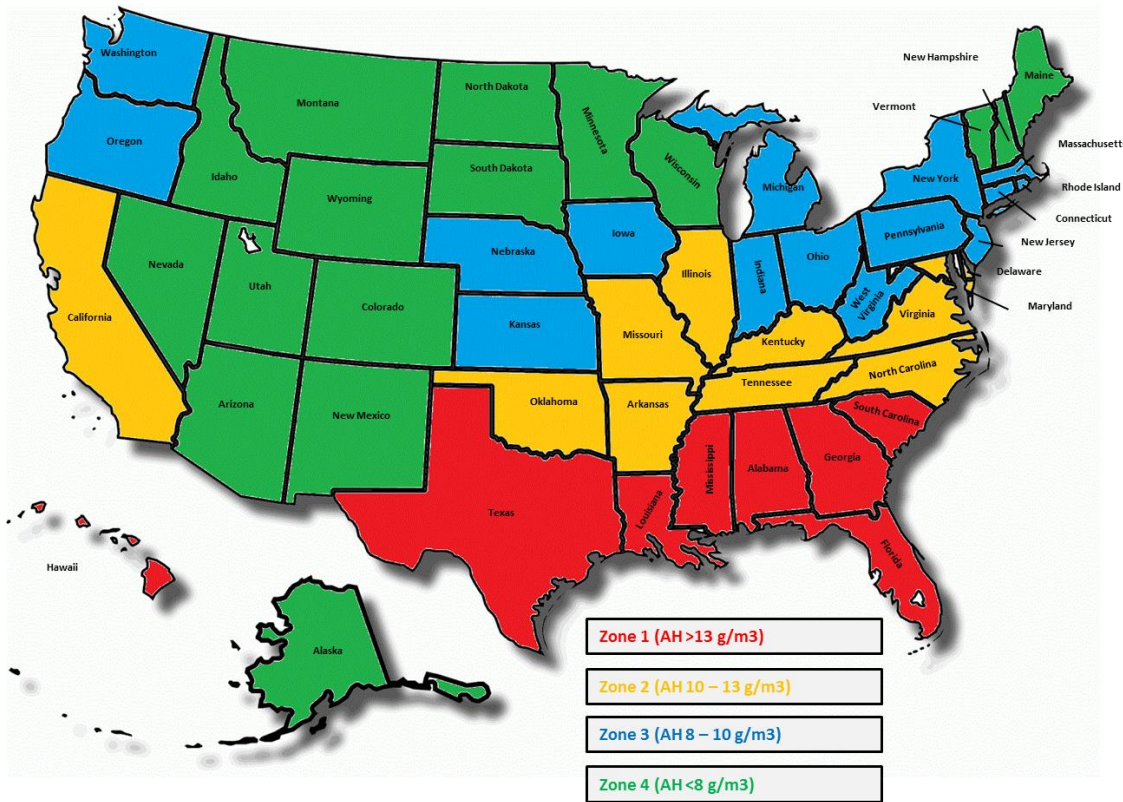 Washington
Montana
North Dakota
Minnesota
New Hampshire
Maine
Vermont
Massachusett
Oregon
Idaho
South Dakota
Wisconsin
Michigan
New York
Rhode Island
Wyoming
Connecticut
Nebraska
Iowa
Pennsylvania
New Jersey
Nevada
Utah
Colorado
Illinois
Indiana
Ohio
Delaware
West
Virginia
Maryland
California
Kansas
Missouri
Kentucky
Virginia
Arizona
New Mexico
Oklahoma
Arkansas
Tennessee
North Carolina
South Carolina
Texas
Louisiana
Mississippi
Alabama
Georgia
Florida
Hawaii
Alaska
Zone 1 (AH >13 g/m3)
Zone 2 (AH 10 – 13 g/m3)
Zone 3 (AH 8 – 10 g/m3)
Zone 4 (AH <8 g/m3)